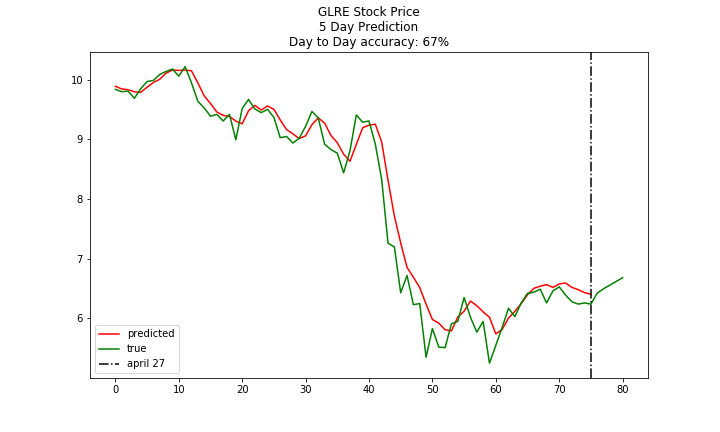 GLRE Stock Price
5 Day Prediction
Day to Day accuracy: 67%
10
9
8
7
6
predicted
true
april 27
0 10 20 30 40 50 60 70 80